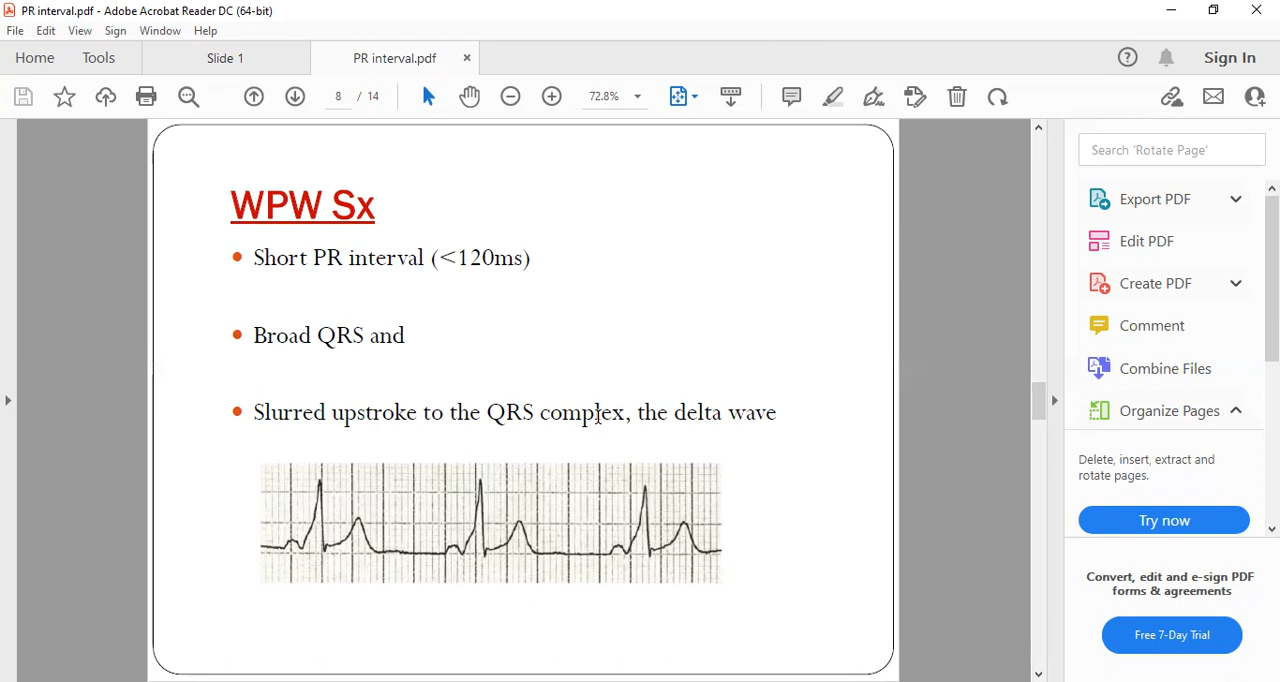 PR interval.pdf - Adobe Acrobat Reader DC (64-bit)
File Edit View Sign Window Help
Home Tools Slide 1 PR interval.pdf × Sign In
8 / 14 72.8%
WPW Sx
• Short PR interval (<120ms)
• Broad QRS and
• Slurred upstroke to the QRS complex, the delta wave
Search 'Rotate Page'
Export PDF
Edit PDF
Create PDF
Comment
Combine Files
Organize Pages
Delete, insert, extract and
rotate pages.
Try now
Convert, edit and e-sign PDF
forms & agreements
Free 7-Day Trial